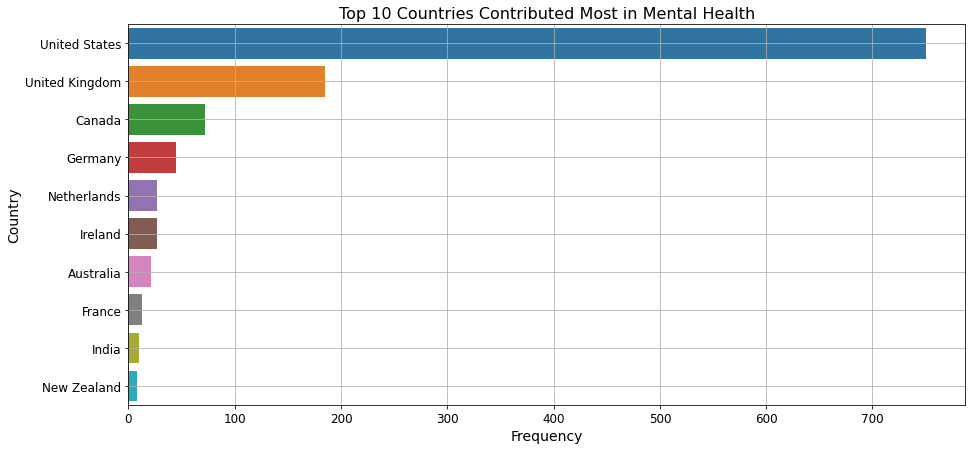 Top 10 Countries Contributed Most in Mental Health
United States
United Kingdom
Canada
Germany
Netherlands
Ireland
Australia
France
India
New Zealand
Country
0 100 200 300 400 500 600 700
Frequency